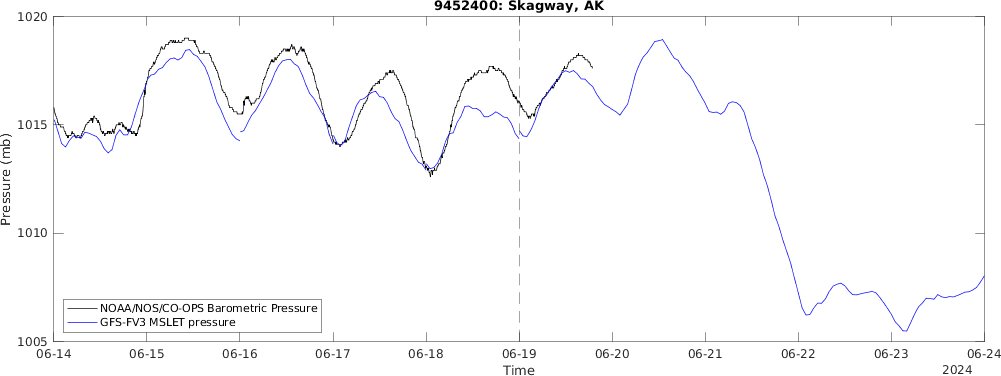 9452400: Skagway, AK
Pressure (mb)
1020
1015
1010
1005
NOAA/NOS/CO-OPS Barometric Pressure
GFS-FV3 MSLET pressure
06-14 06-15 06-16 06-17 06-18 06-19 06-20 06-21 06-22 06-23 06-24
Time
2024